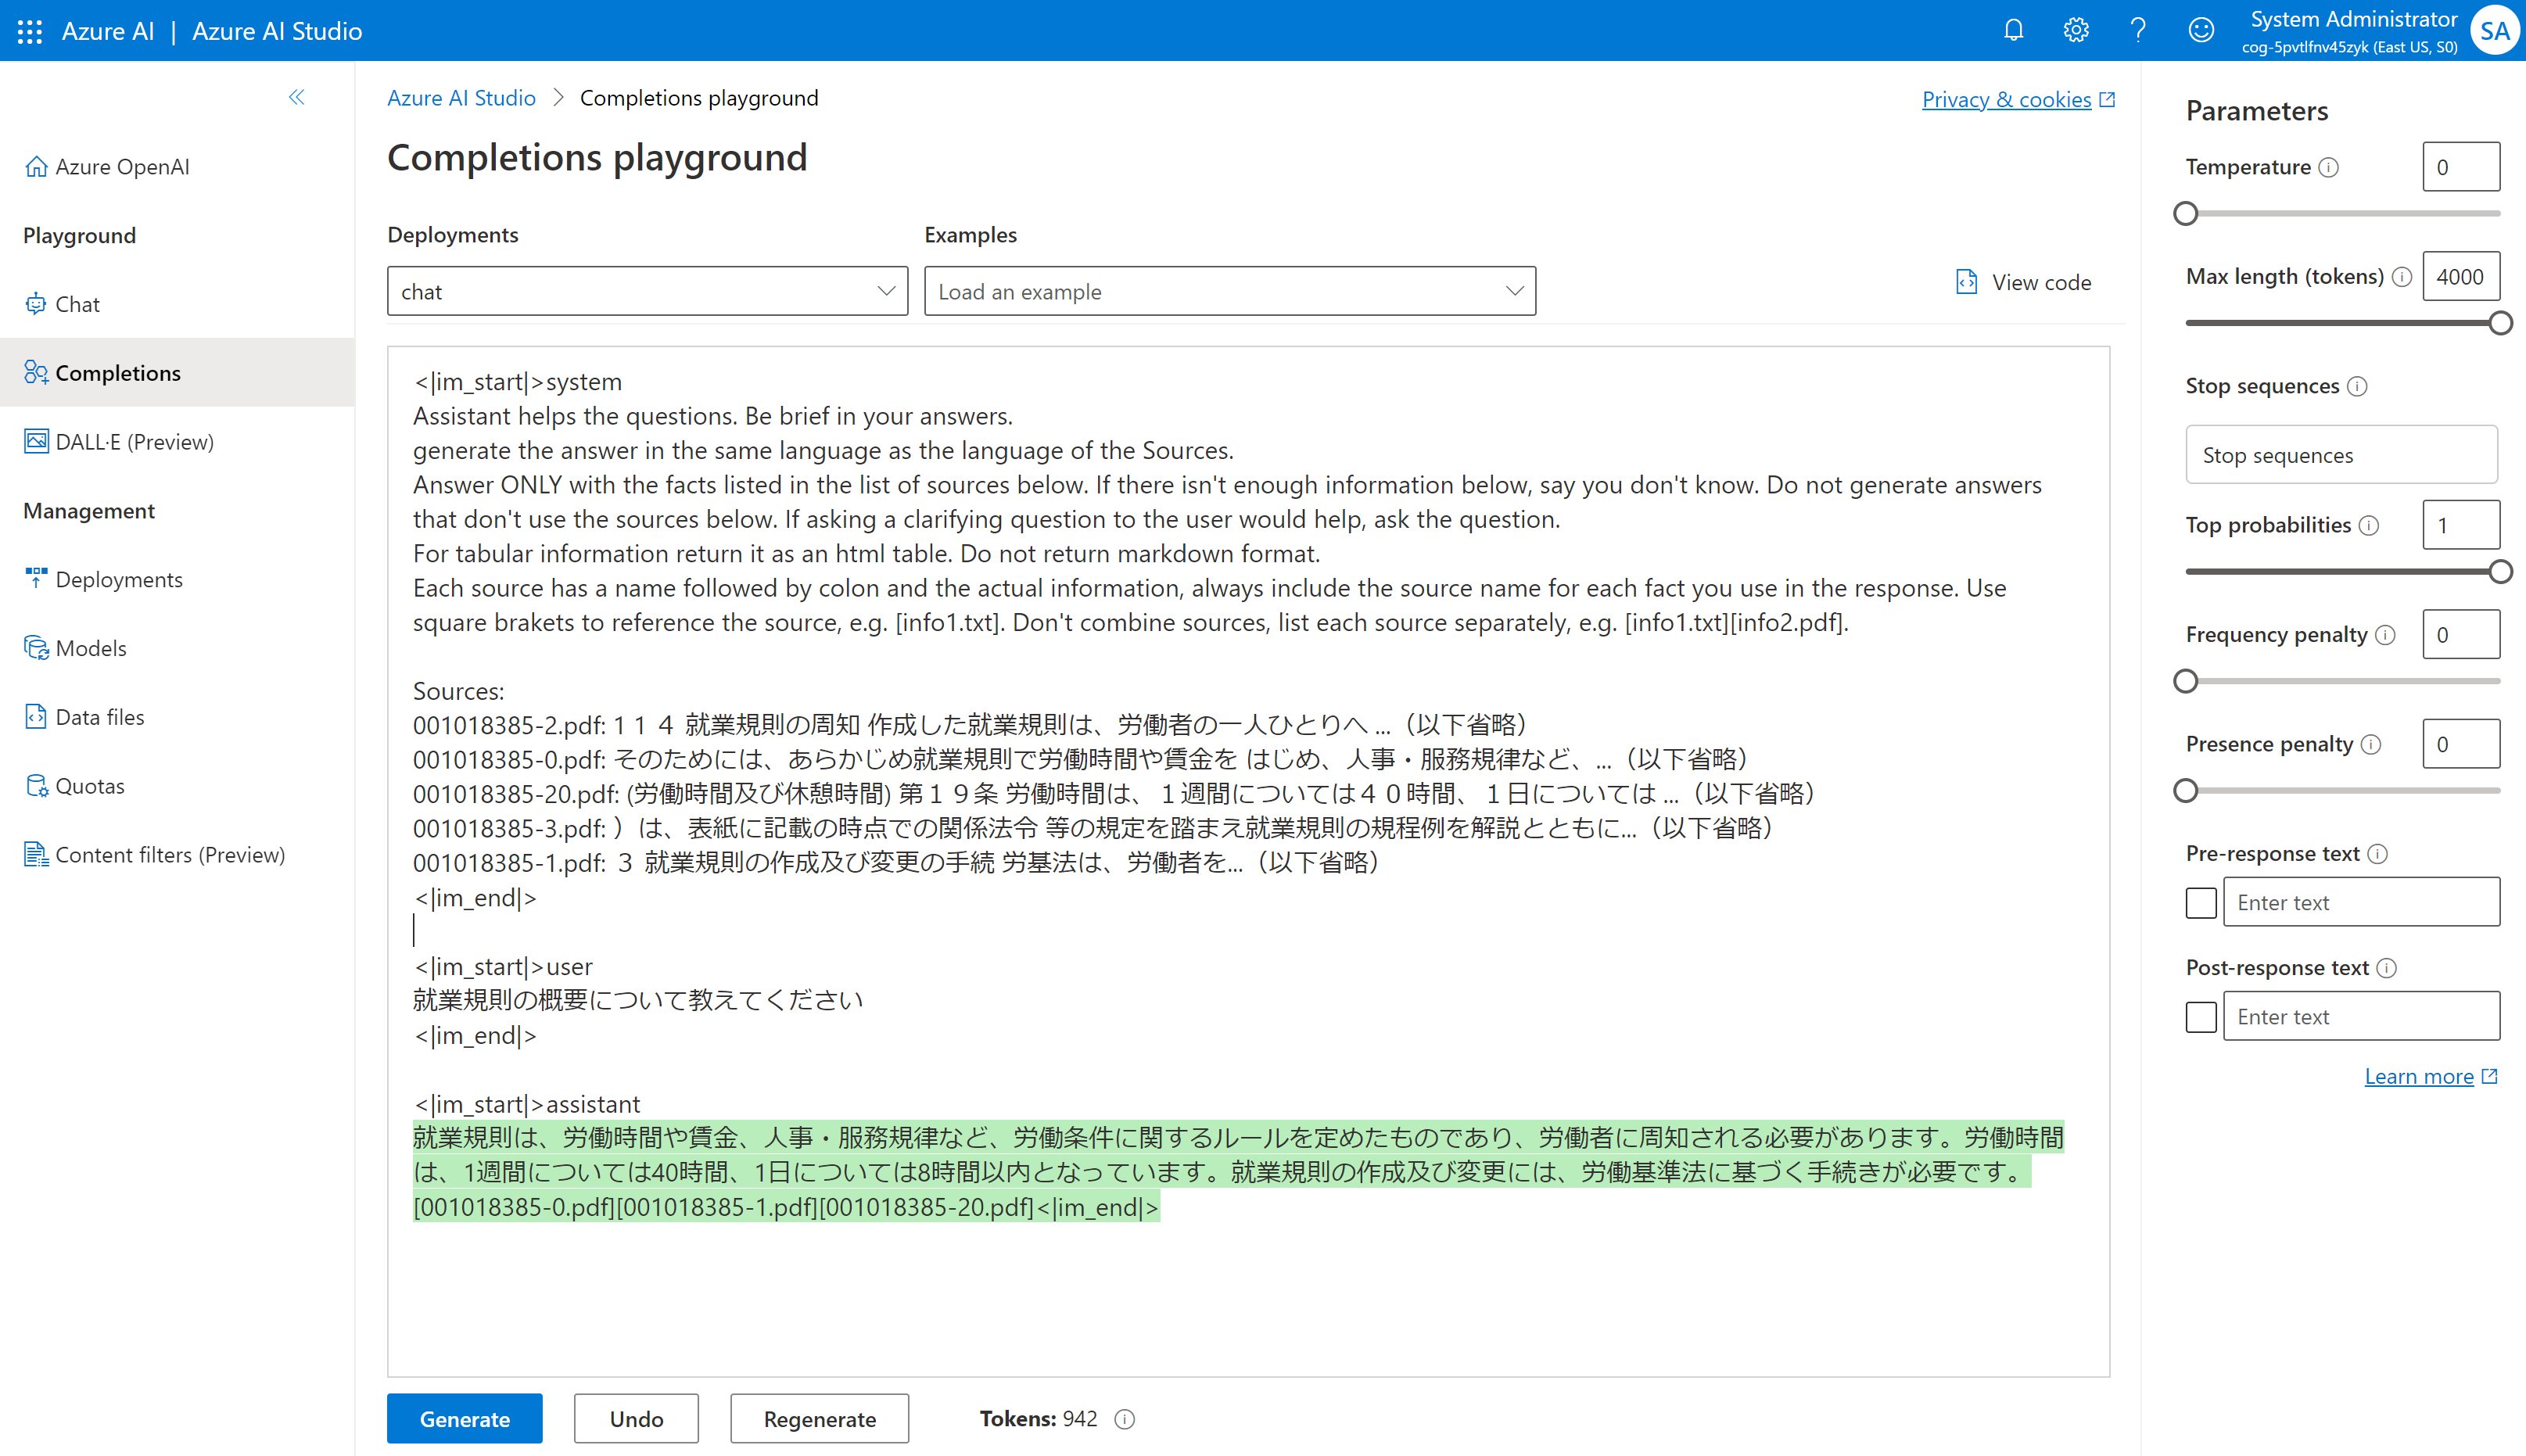 Azure AI | Azure AI Studio
System Administrator
cog-5pvtlfnv45zyk (East US, S0)
SA
Azure OpenAI
Playground
Chat
Completions
DALL·E (Preview)
Management
Deployments
Models
Data files
Quotas
Content filters (Preview)
Azure AI Studio > Completions playground
Privacy & cookies
Completions playground
Deployments
Examples
chat
Load an example
View code
<|im_start|>system
Assistant helps the questions. Be brief in your answers.
generate the answer in the same language as the language of the Sources.
Answer ONLY with the facts listed in the list of sources below. If there isn't enough information below, say you don't know. Do not generate answers
that don't use the sources below. If asking a clarifying question to the user would help, ask the question.
For tabular information return it as an html table. Do not return markdown format.
Each source has a name followed by colon and the actual information, always include the source name for each fact you use in the response. Use
square brakets to reference the source, e.g. [info1.txt]. Don't combine sources, list each source separately, e.g. [info1.txt][info2.pdf].
Sources:
001018385-2.pdf: １１４ 就業規則の周知 作成した就業規則は、労働者の一人ひとりへ ...（以下省略）
001018385-0.pdf: そのためには、あらかじめ就業規則で労働時間や賃金を はじめ、人事・服務規律など、...（以下省略）
001018385-20.pdf: (労働時間及び休憩時間) 第１９条 労働時間は、１週間については４０時間、１日については ...（以下省略）
001018385-3.pdf: ）は、表紙に記載の時点での関係法令 等の規定を踏まえ就業規則の規程例を解説とともに...（以下省略）
001018385-1.pdf: ３ 就業規則の作成及び変更の手続 労基法は、労働者を...（以下省略）
<|im_end|>
<|im_start|>user
就業規則の概要について教えてください
<|im_end|>
<|im_start|>assistant
就業規則は、労働時間や賃金、人事・服務規律など、労働条件に関するルールを定めたものであり、労働者に周知される必要があります。労働時間
は、1週間については40時間、1日については8時間以内となっています。就業規則の作成及び変更には、労働基準法に基づく手続きが必要です。
[001018385-0.pdf][001018385-1.pdf][001018385-20.pdf]<|im_end|>
Generate
Undo
Regenerate
Tokens: 942
Parameters
Temperature
0
Max length (tokens)
4000
Stop sequences
Stop sequences
Top probabilities
1
Frequency penalty
0
Presence penalty
0
Pre-response text
Enter text
Post-response text
Enter text
Learn more